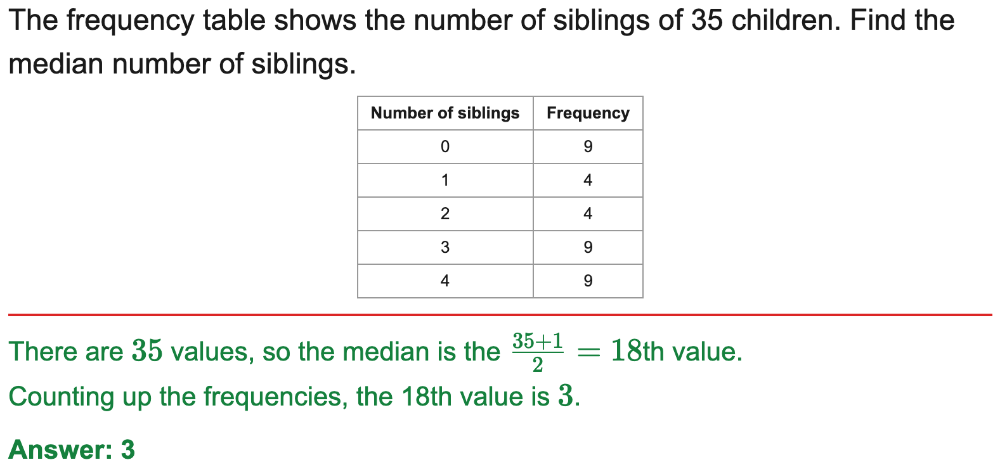 The frequency table shows the number of siblings of 35 children. Find the
median number of siblings.
Number of siblings Frequency
0 9
1 4
2 4
3 9
4 9
There are 35 values, so the median is the \frac{35+1}{2} = 18th value.
Counting up the frequencies, the 18th value is 3.
Answer: 3